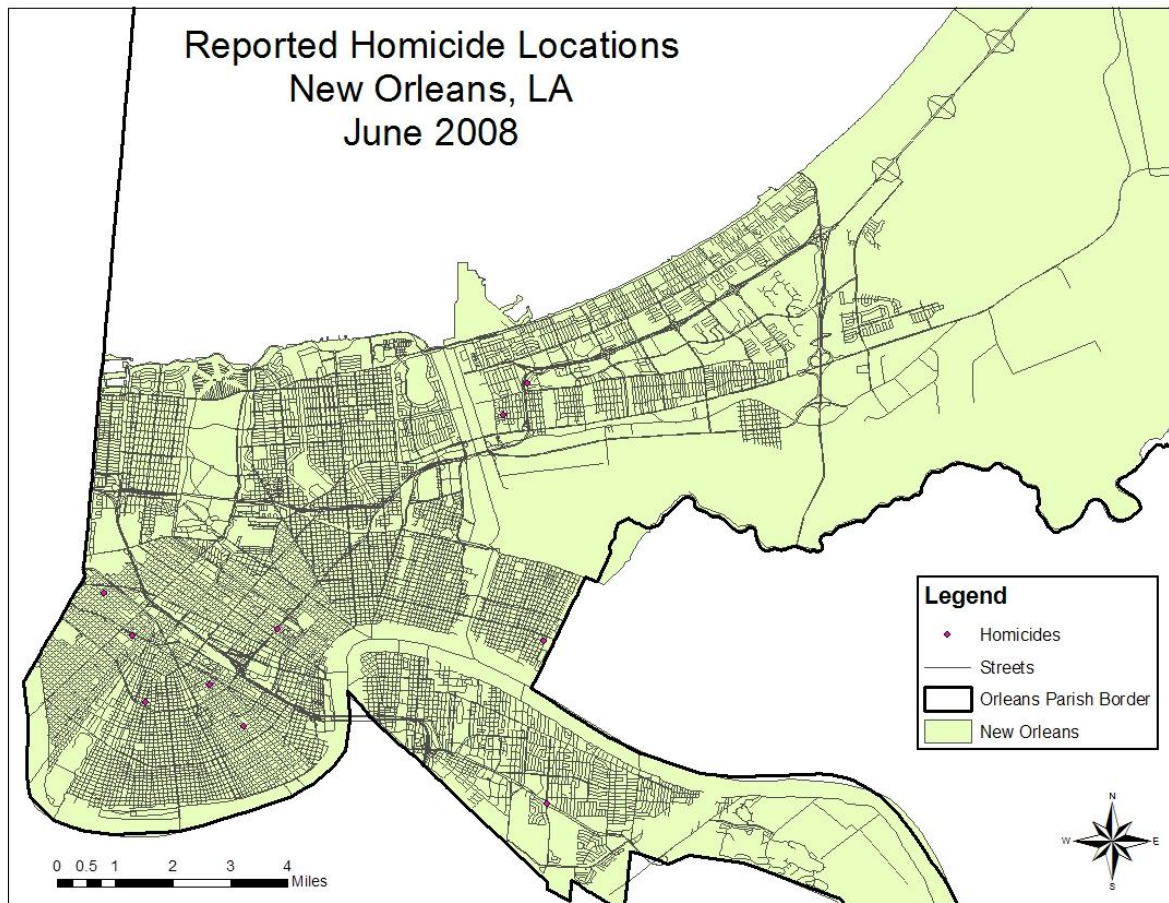 Reported Homicide Locations
New Orleans, LA
June 2008
Legend
Homicides
Streets
Orleans Parish Border
New Orleans
N
W E
S
0 0.5 1 2 3 4
Miles